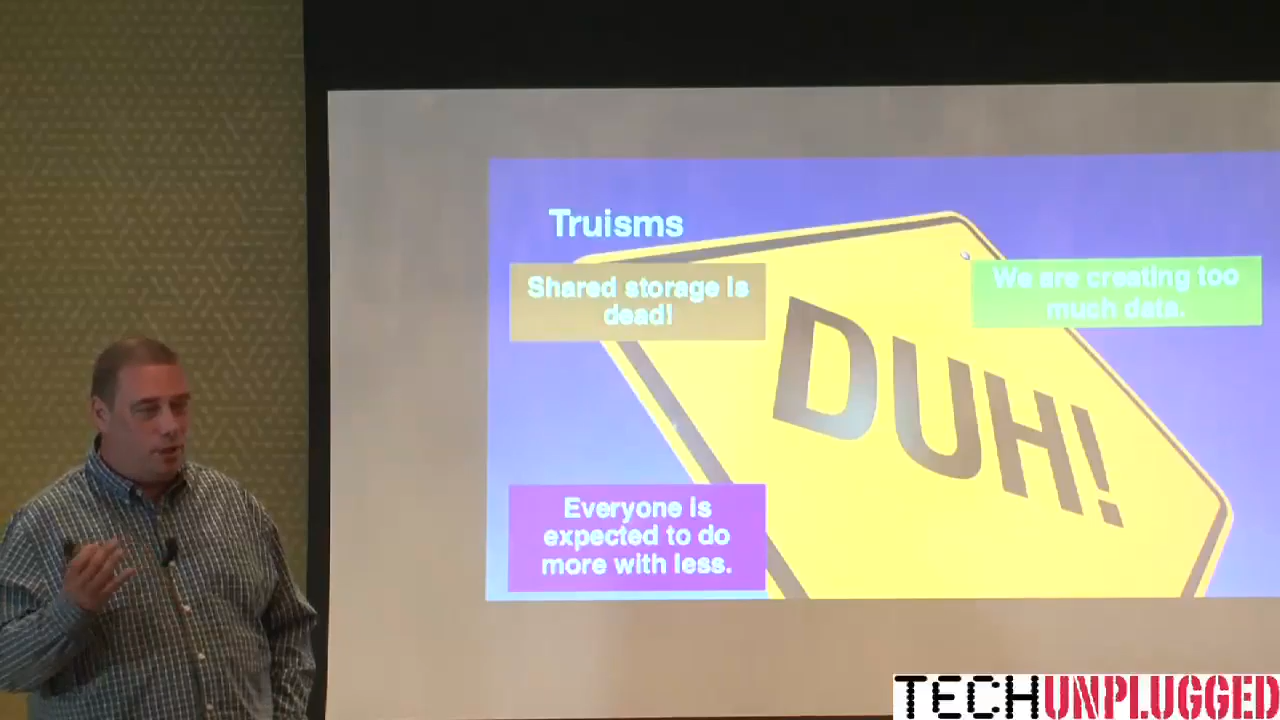 Truisms
Shared storage is
dead!
We are creating too
much data.
DUH!
Everyone is
expected to do
more with less.
TECHUNPLUGGED